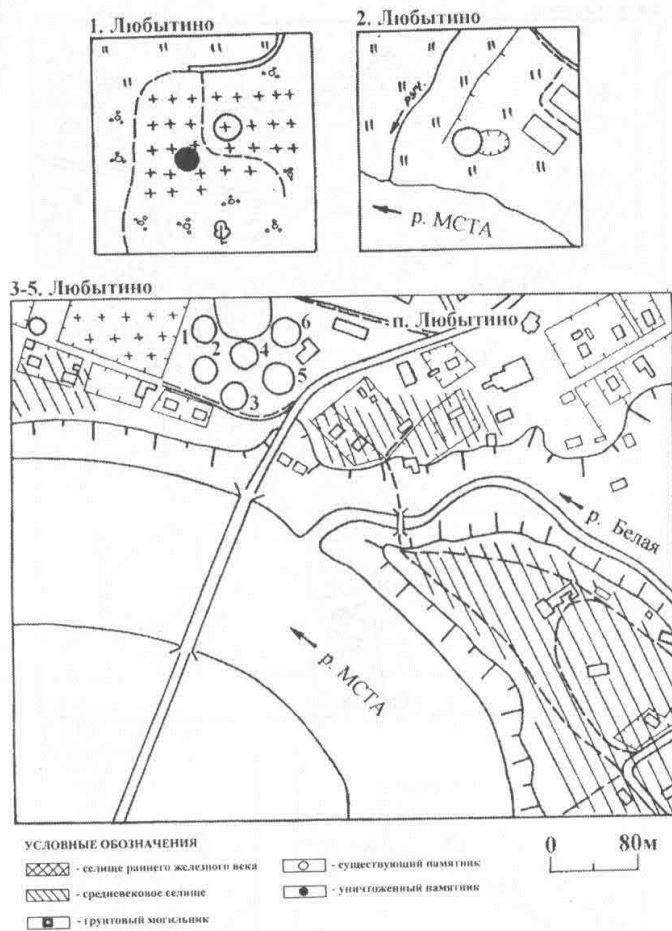 1. Любытино
2. Любытино
руч.
р. МСТА
3-5. Любытино
1
2
3
4
5
6
п. Любытино
р. Белая
р. МСТА
УСЛОВНЫЕ ОБОЗНАЧЕНИЯ
- селище раннего железного века
- средневековое селище
- грунтовый могильник
- существующий памятник
- уничтоженный памятник
0 80м